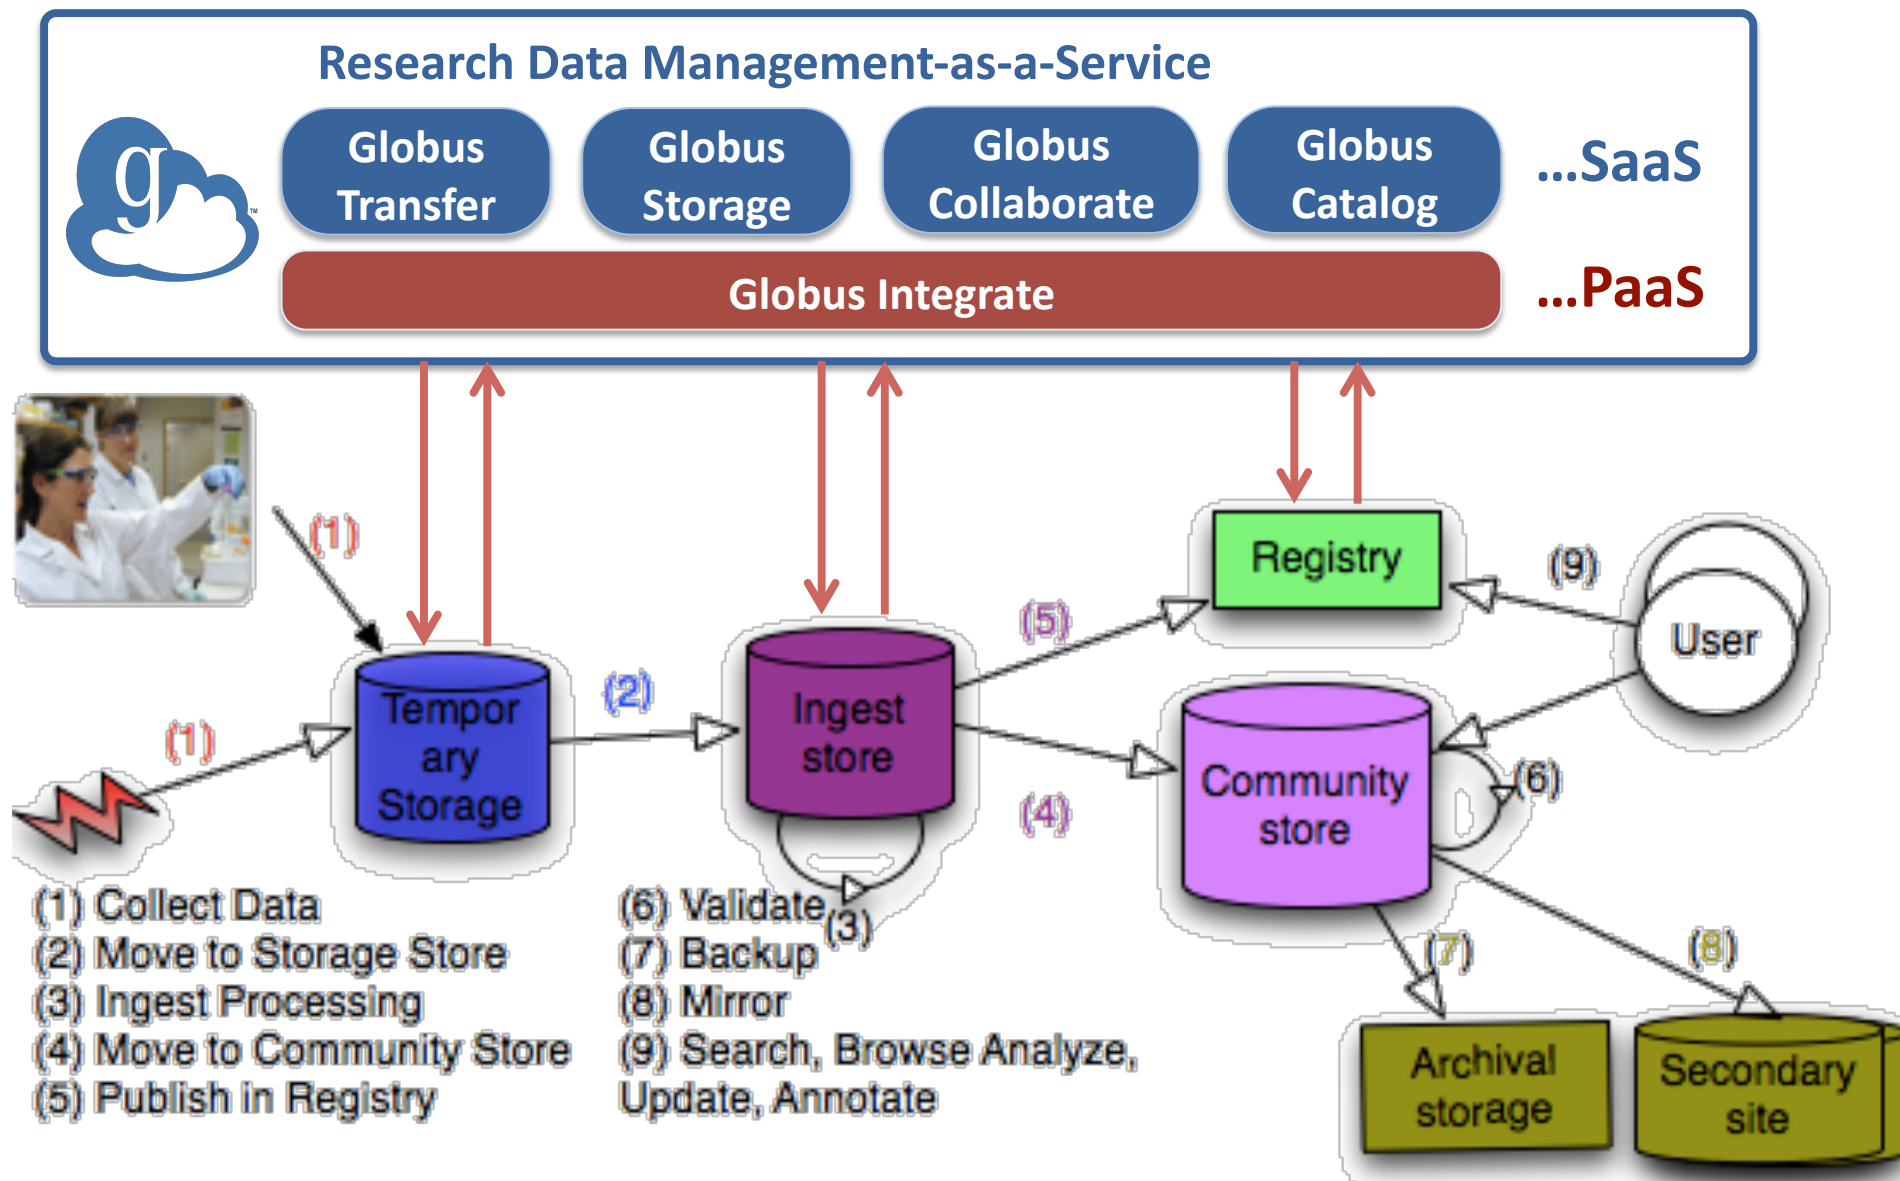 Research Data Management-as-a-Service
g
™
Globus
Transfer
Globus
Storage
Globus
Collaborate
Globus
Catalog
...SaaS
Globus Integrate
...PaaS
(1)
(1)
Tempor
ary
Storage
(2)
Ingest
store
(3)
(5)
(4)
Registry
(9)
User
Community
store
(6)
(7)
(8)
Archival
storage
Secondary
site
(1) Collect Data
(2) Move to Storage Store
(3) Ingest Processing
(4) Move to Community Store
(5) Publish in Registry
(6) Validate
(7) Backup
(8) Mirror
(9) Search, Browse Analyze,
Update, Annotate